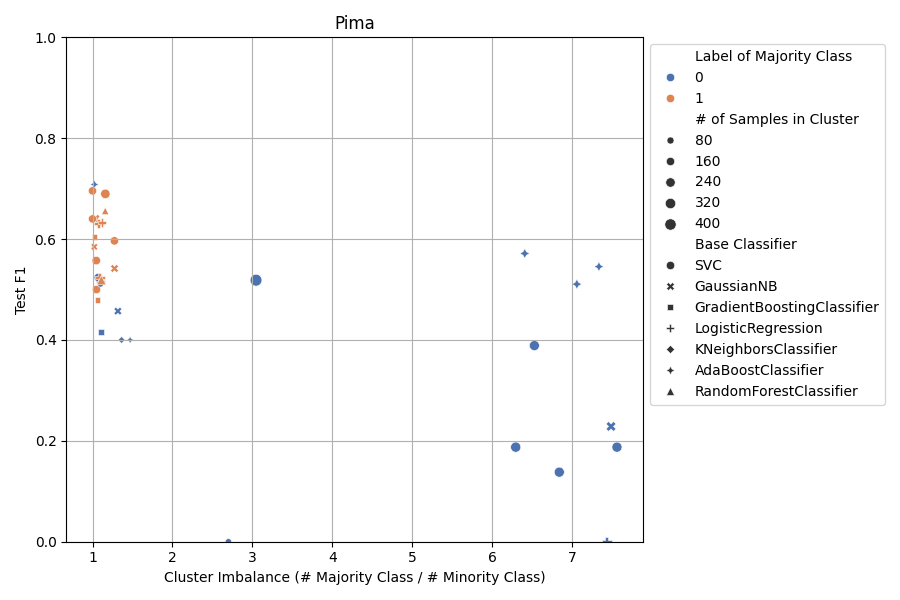 Pima
1.0
0.8
0.6
0.4
0.2
0.0
Test F1
1
2
3
4
5
6
7
Cluster Imbalance (# Majority Class / # Minority Class)
Label of Majority Class
0
1
# of Samples in Cluster
80
160
240
320
400
Base Classifier
SVC
GaussianNB
GradientBoostingClassifier
LogisticRegression
KNeighborsClassifier
AdaBoostClassifier
RandomForestClassifier